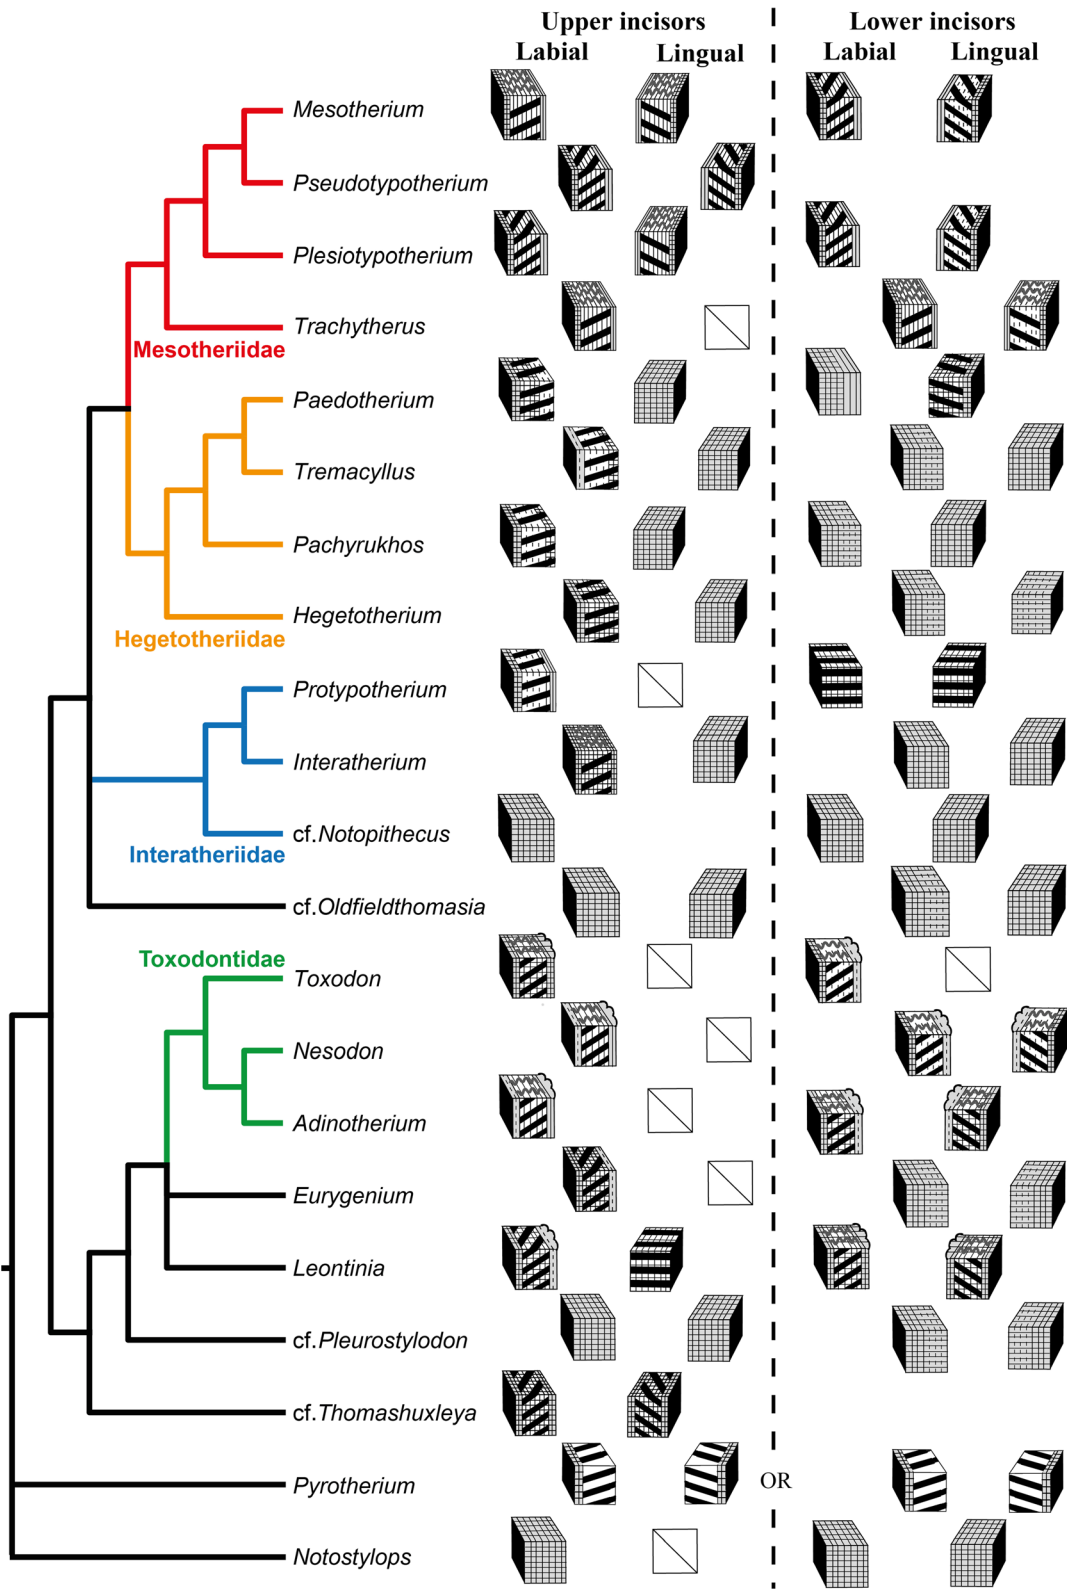 Upper incisors
Lower incisors
Labial
Lingual
Labial
Lingual
Mesotherium
Pseudotypotherium
Plesiotypotherium
Trachytherus
Mesotheriidae
Paedotherium
Tremacyllus
Pachyrukhos
Hegetotherium
Hegetotheriidae
Protypotherium
Interatherium
cf.Notopithecus
Interatheriidae
cf.Oldfieldthomasia
Toxodontidae
Toxodon
Nesodon
Adinotherium
Eurygenium
Leontinia
cf.Pleurostylodon
cf.Thomashuxleya
Pyrotherium
OR
Notostylops